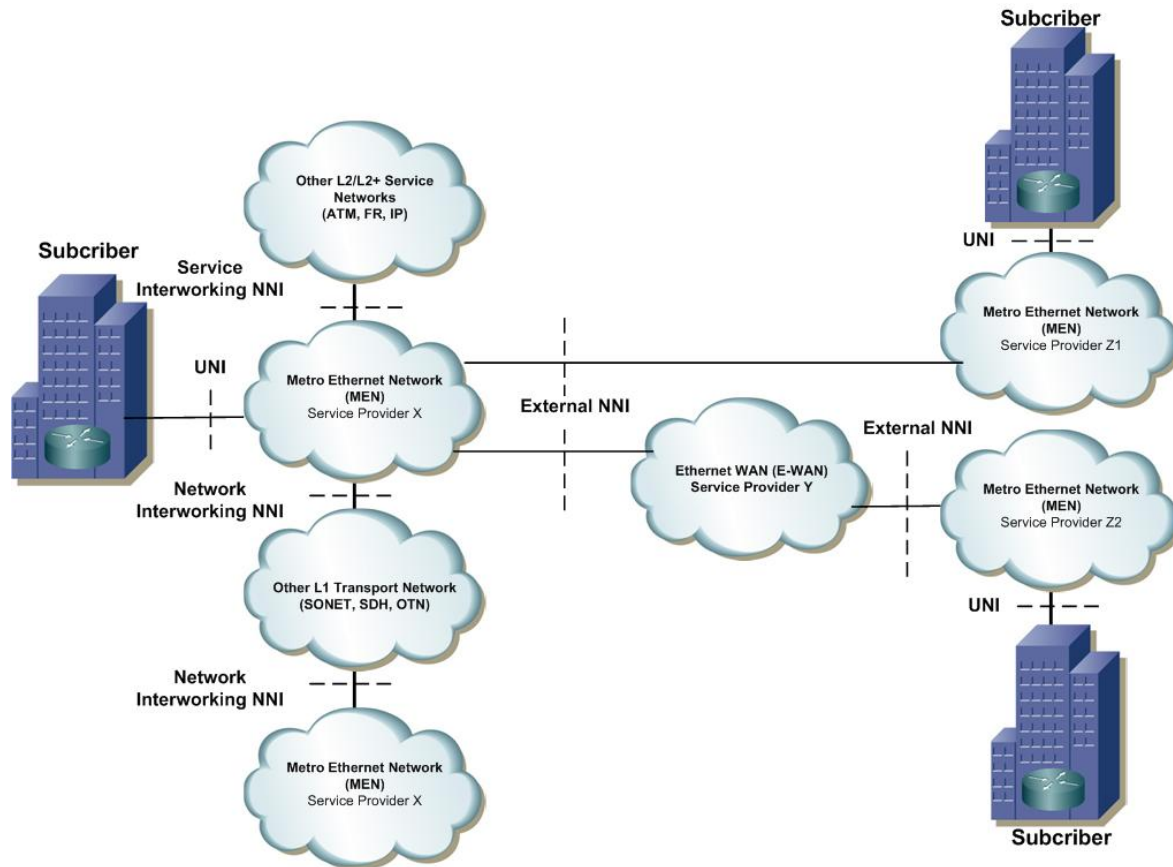 Subcriber
Other L2/L2+ Service
Networks
(ATM, FR, IP)
Subcriber
Service
Interworking NNI
UNI
Metro Ethernet Network
(MEN)
Service Provider Z1
UNI
Metro Ethernet Network
(MEN)
Service Provider X
External NNI
External NNI
Ethernet WAN (E-WAN)
Service Provider Y
Network
Interworking NNI
Metro Ethernet Network
(MEN)
Service Provider Z2
Other L1 Transport Network
(SONET, SDH, OTN)
UNI
Network
Interworking NNI
Metro Ethernet Network
(MEN)
Service Provider X
Subcriber